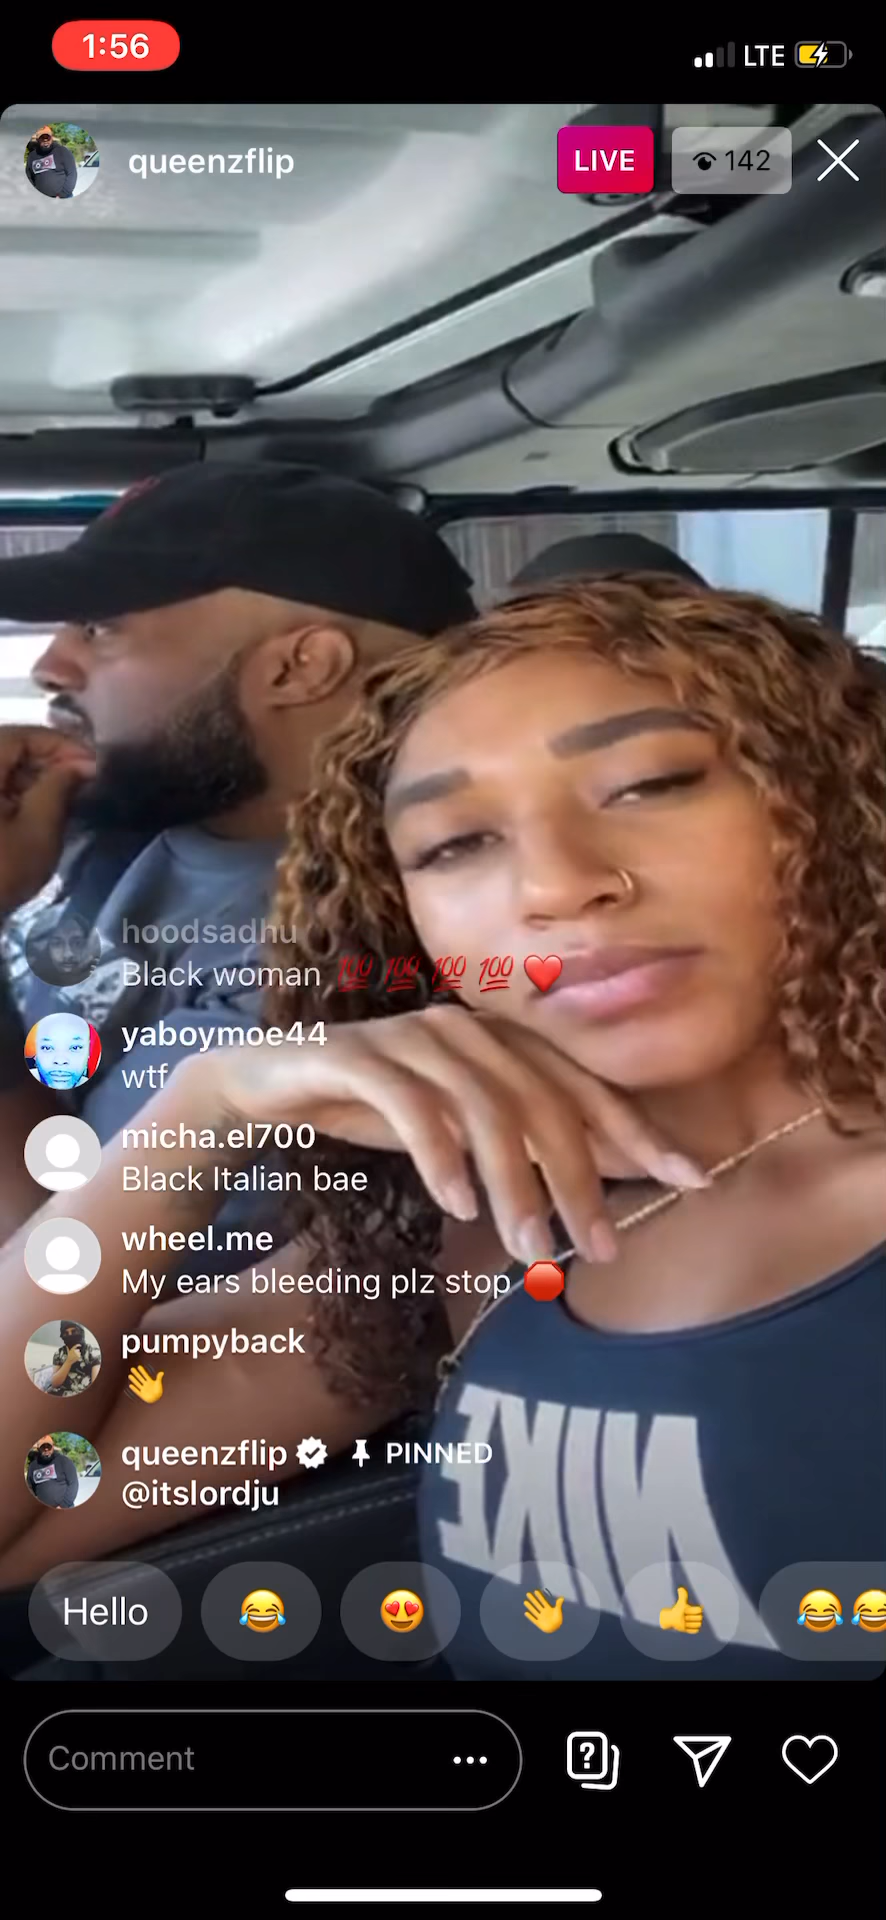 1:56
LTE
queenzflip
LIVE
142
hoodsadhu
Black woman 💯 💯 💯 💯 ❤️
yaboymoe44
wtf
micha.el700
Black Italian bae
wheel.me
My ears bleeding plz stop 🛑
pumpyback
👋
queenzflip PINNED
@itslordju
NIKE
Hello 😂 😍 👋 👍 😂 😂
Comment